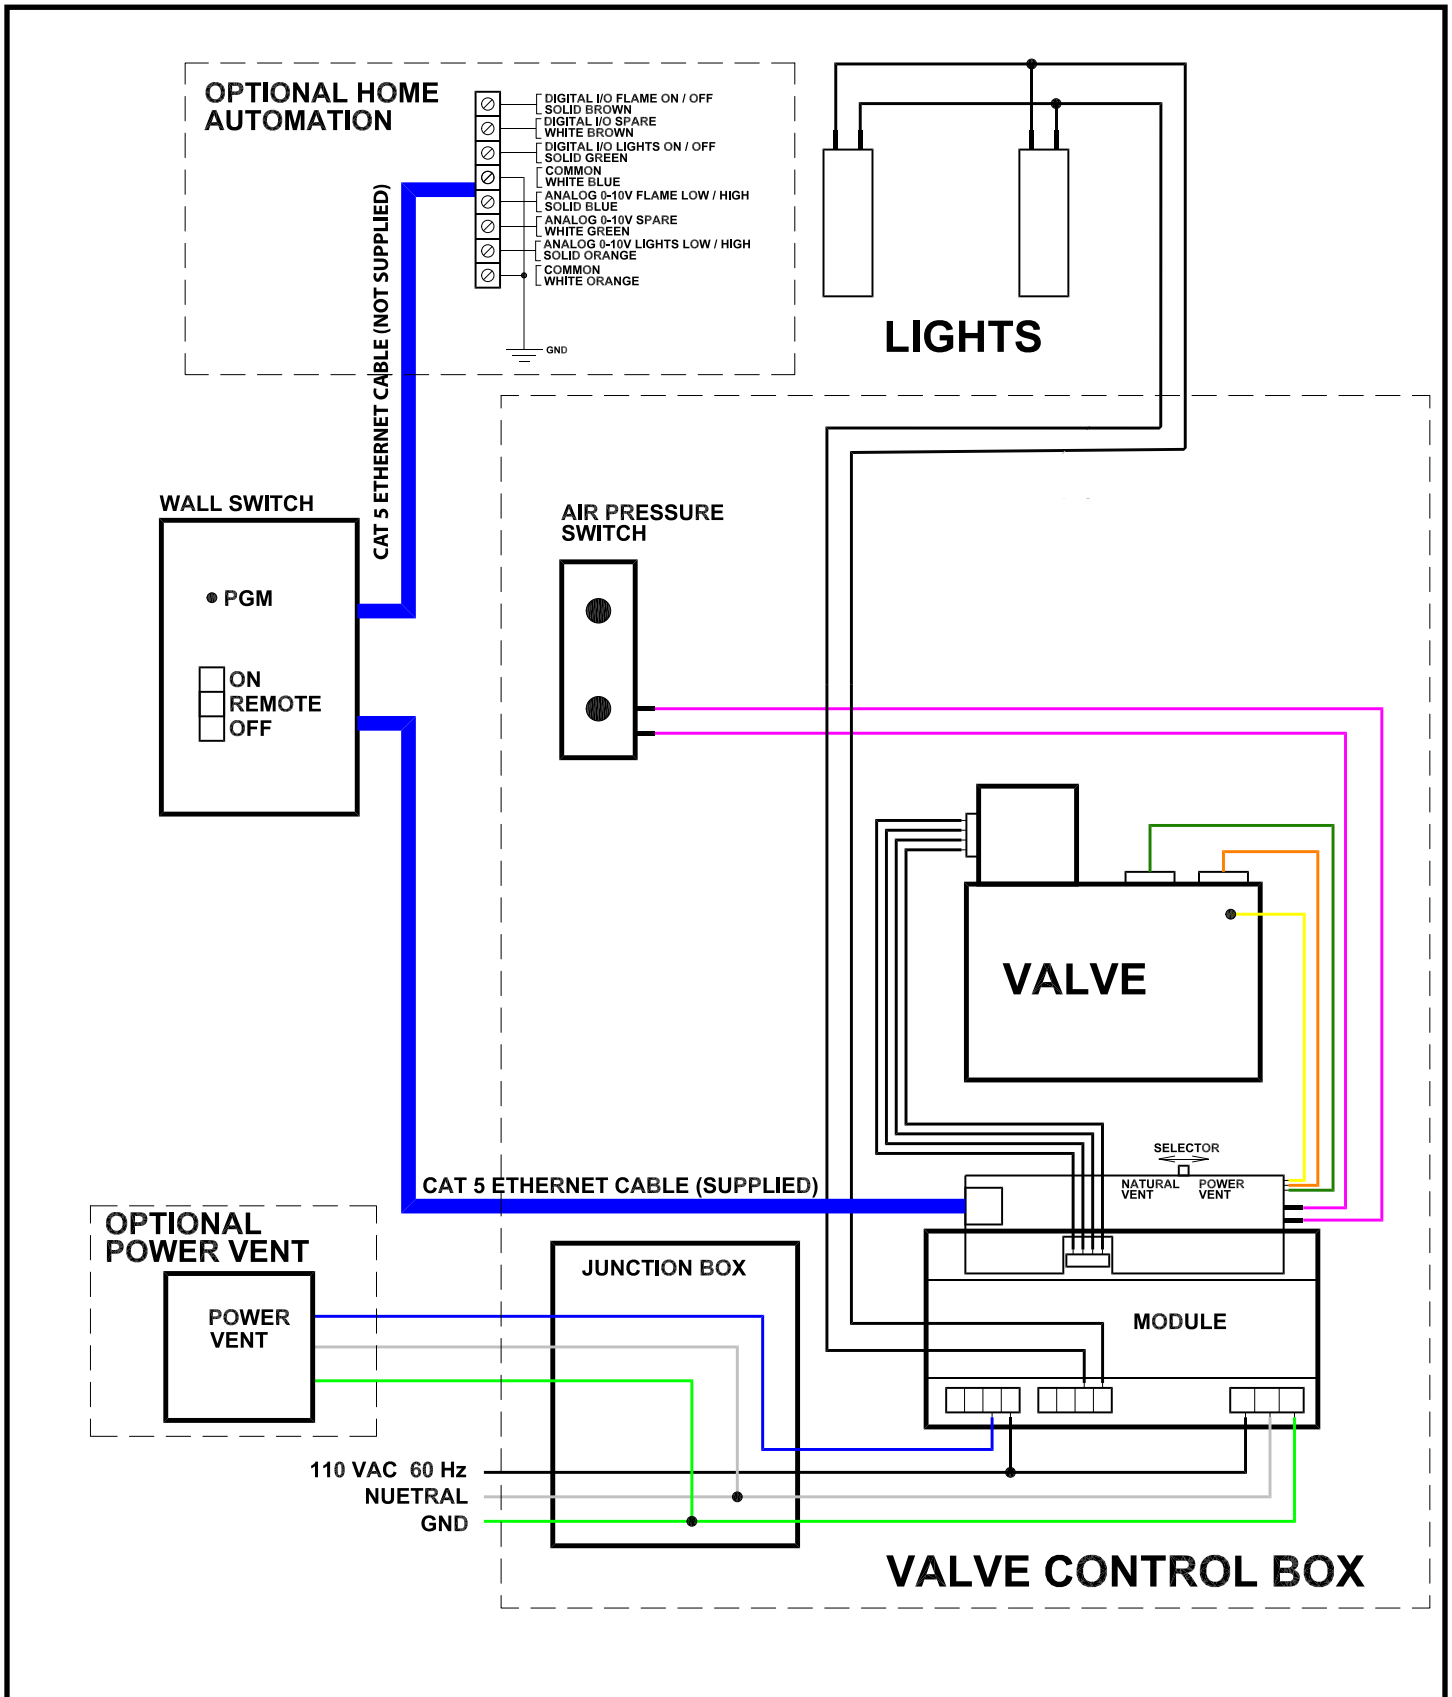 OPTIONAL HOME
AUTOMATION
DIGITAL I/O FLAME ON / OFF
SOLID BROWN
DIGITAL I/O SPARE
WHITE BROWN
DIGITAL I/O LIGHTS ON / OFF
SOLID GREEN
COMMON
WHITE BLUE
ANALOG 0-10V FLAME LOW / HIGH
SOLID BLUE
ANALOG 0-10V SPARE
WHITE GREEN
ANALOG 0-10V LIGHTS LOW / HIGH
SOLID ORANGE
COMMON
WHITE ORANGE
GND
LIGHTS
CAT 5 ETHERNET CABLE (NOT SUPPLIED)
WALL SWITCH
PGM
ON
REMOTE
OFF
AIR PRESSURE
SWITCH
VALVE
SELECTOR
NATURAL
VENT
POWER
VENT
CAT 5 ETHERNET CABLE (SUPPLIED)
OPTIONAL
POWER VENT
POWER
VENT
JUNCTION BOX
MODULE
110 VAC 60 Hz
NUETRAL
GND
VALVE CONTROL BOX